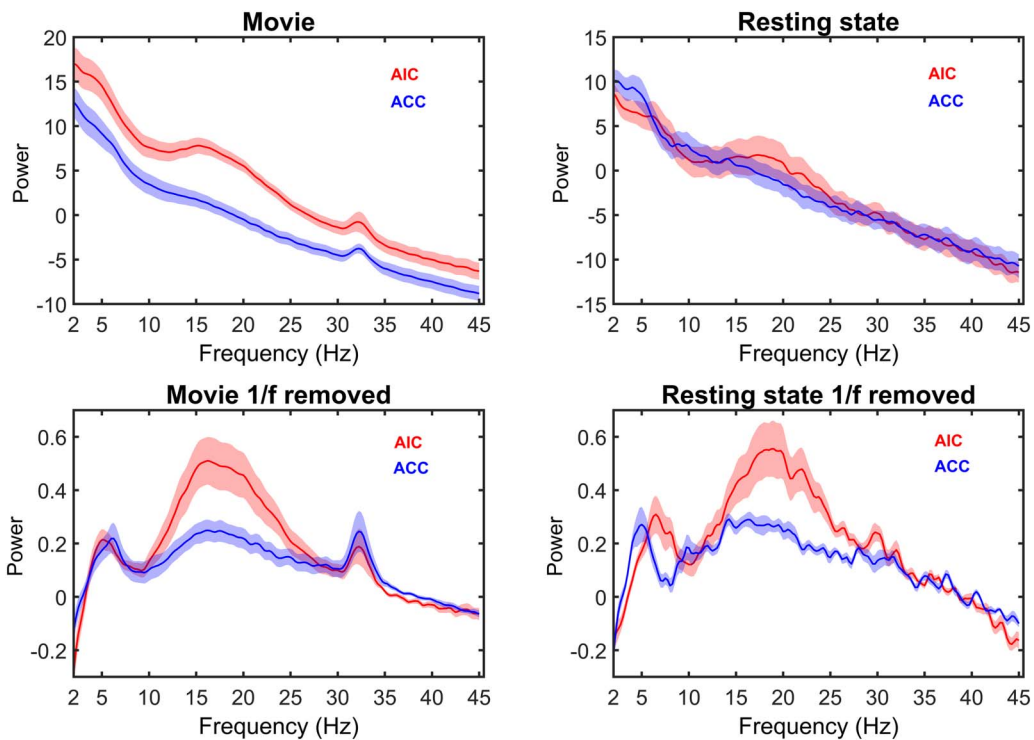 Movie
20
15
10
5
0
-5
-10
Power
AIC
ACC
2 5 10 15 20 25 30 35 40 45
Frequency (Hz)
Resting state
15
10
5
0
-5
-10
-15
Power
AIC
ACC
2 5 10 15 20 25 30 35 40 45
Frequency (Hz)
Movie 1/f removed
0.6
0.4
0.2
0
-0.2
Power
AIC
ACC
2 5 10 15 20 25 30 35 40 45
Frequency (Hz)
Resting state 1/f removed
0.6
0.4
0.2
0
-0.2
Power
AIC
ACC
2 5 10 15 20 25 30 35 40 45
Frequency (Hz)